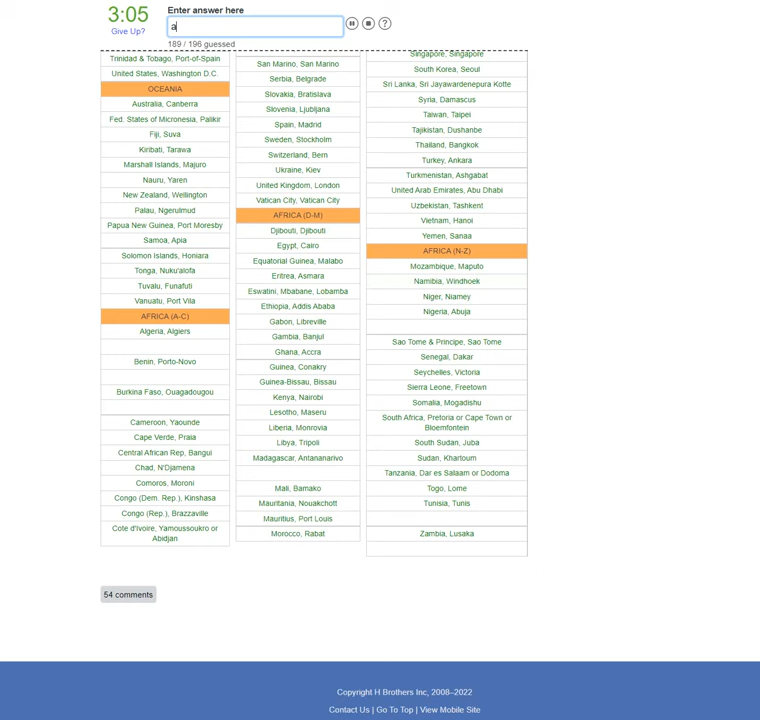 3:05
Give Up?
Enter answer here
a
189 / 196 guessed
Trinidad & Tobago, Port-of-Spain
United States, Washington D.C.
OCEANIA
Australia, Canberra
Fed. States of Micronesia, Palikir
Fiji, Suva
Kiribati, Tarawa
Marshall Islands, Majuro
Nauru, Yaren
New Zealand, Wellington
Palau, Ngerulmud
Papua New Guinea, Port Moresby
Samoa, Apia
Solomon Islands, Honiara
Tonga, Nuku'alofa
Tuvalu, Funafuti
Vanuatu, Port Vila
AFRICA (A-C)
Algeria, Algiers
Benin, Porto-Novo
Burkina Faso, Ouagadougou
Cameroon, Yaounde
Cape Verde, Praia
Central African Rep, Bangui
Chad, N'Djamena
Comoros, Moroni
Congo (Dem. Rep.), Kinshasa
Congo (Rep.), Brazzaville
Cote d'Ivoire, Yamoussoukro or
Abidjan
San Marino, San Marino
Serbia, Belgrade
Slovakia, Bratislava
Slovenia, Ljubljana
Spain, Madrid
Sweden, Stockholm
Switzerland, Bern
Ukraine, Kiev
United Kingdom, London
Vatican City, Vatican City
AFRICA (D-M)
Djibouti, Djibouti
Egypt, Cairo
Equatorial Guinea, Malabo
Eritrea, Asmara
Eswatini, Mbabane, Lobamba
Ethiopia, Addis Ababa
Gabon, Libreville
Gambia, Banjul
Ghana, Accra
Guinea, Conakry
Guinea-Bissau, Bissau
Kenya, Nairobi
Lesotho, Maseru
Liberia, Monrovia
Libya, Tripoli
Madagascar, Antananarivo
Mali, Bamako
Mauritania, Nouakchott
Mauritius, Port Louis
Morocco, Rabat
Singapore, Singapore
South Korea, Seoul
Sri Lanka, Sri Jayawardenepura Kotte
Syria, Damascus
Taiwan, Taipei
Tajikistan, Dushanbe
Thailand, Bangkok
Turkey, Ankara
Turkmenistan, Ashgabat
United Arab Emirates, Abu Dhabi
Uzbekistan, Tashkent
Vietnam, Hanoi
Yemen, Sanaa
AFRICA (N-Z)
Mozambique, Maputo
Namibia, Windhoek
Niger, Niamey
Nigeria, Abuja
Sao Tome & Principe, Sao Tome
Senegal, Dakar
Seychelles, Victoria
Sierra Leone, Freetown
Somalia, Mogadishu
South Africa, Pretoria or Cape Town or
Bloemfontein
South Sudan, Juba
Sudan, Khartoum
Tanzania, Dar es Salaam or Dodoma
Togo, Lome
Tunisia, Tunis
Zambia, Lusaka
54 comments
Copyright H Brothers Inc, 2008–2022
Contact Us | Go To Top | View Mobile Site